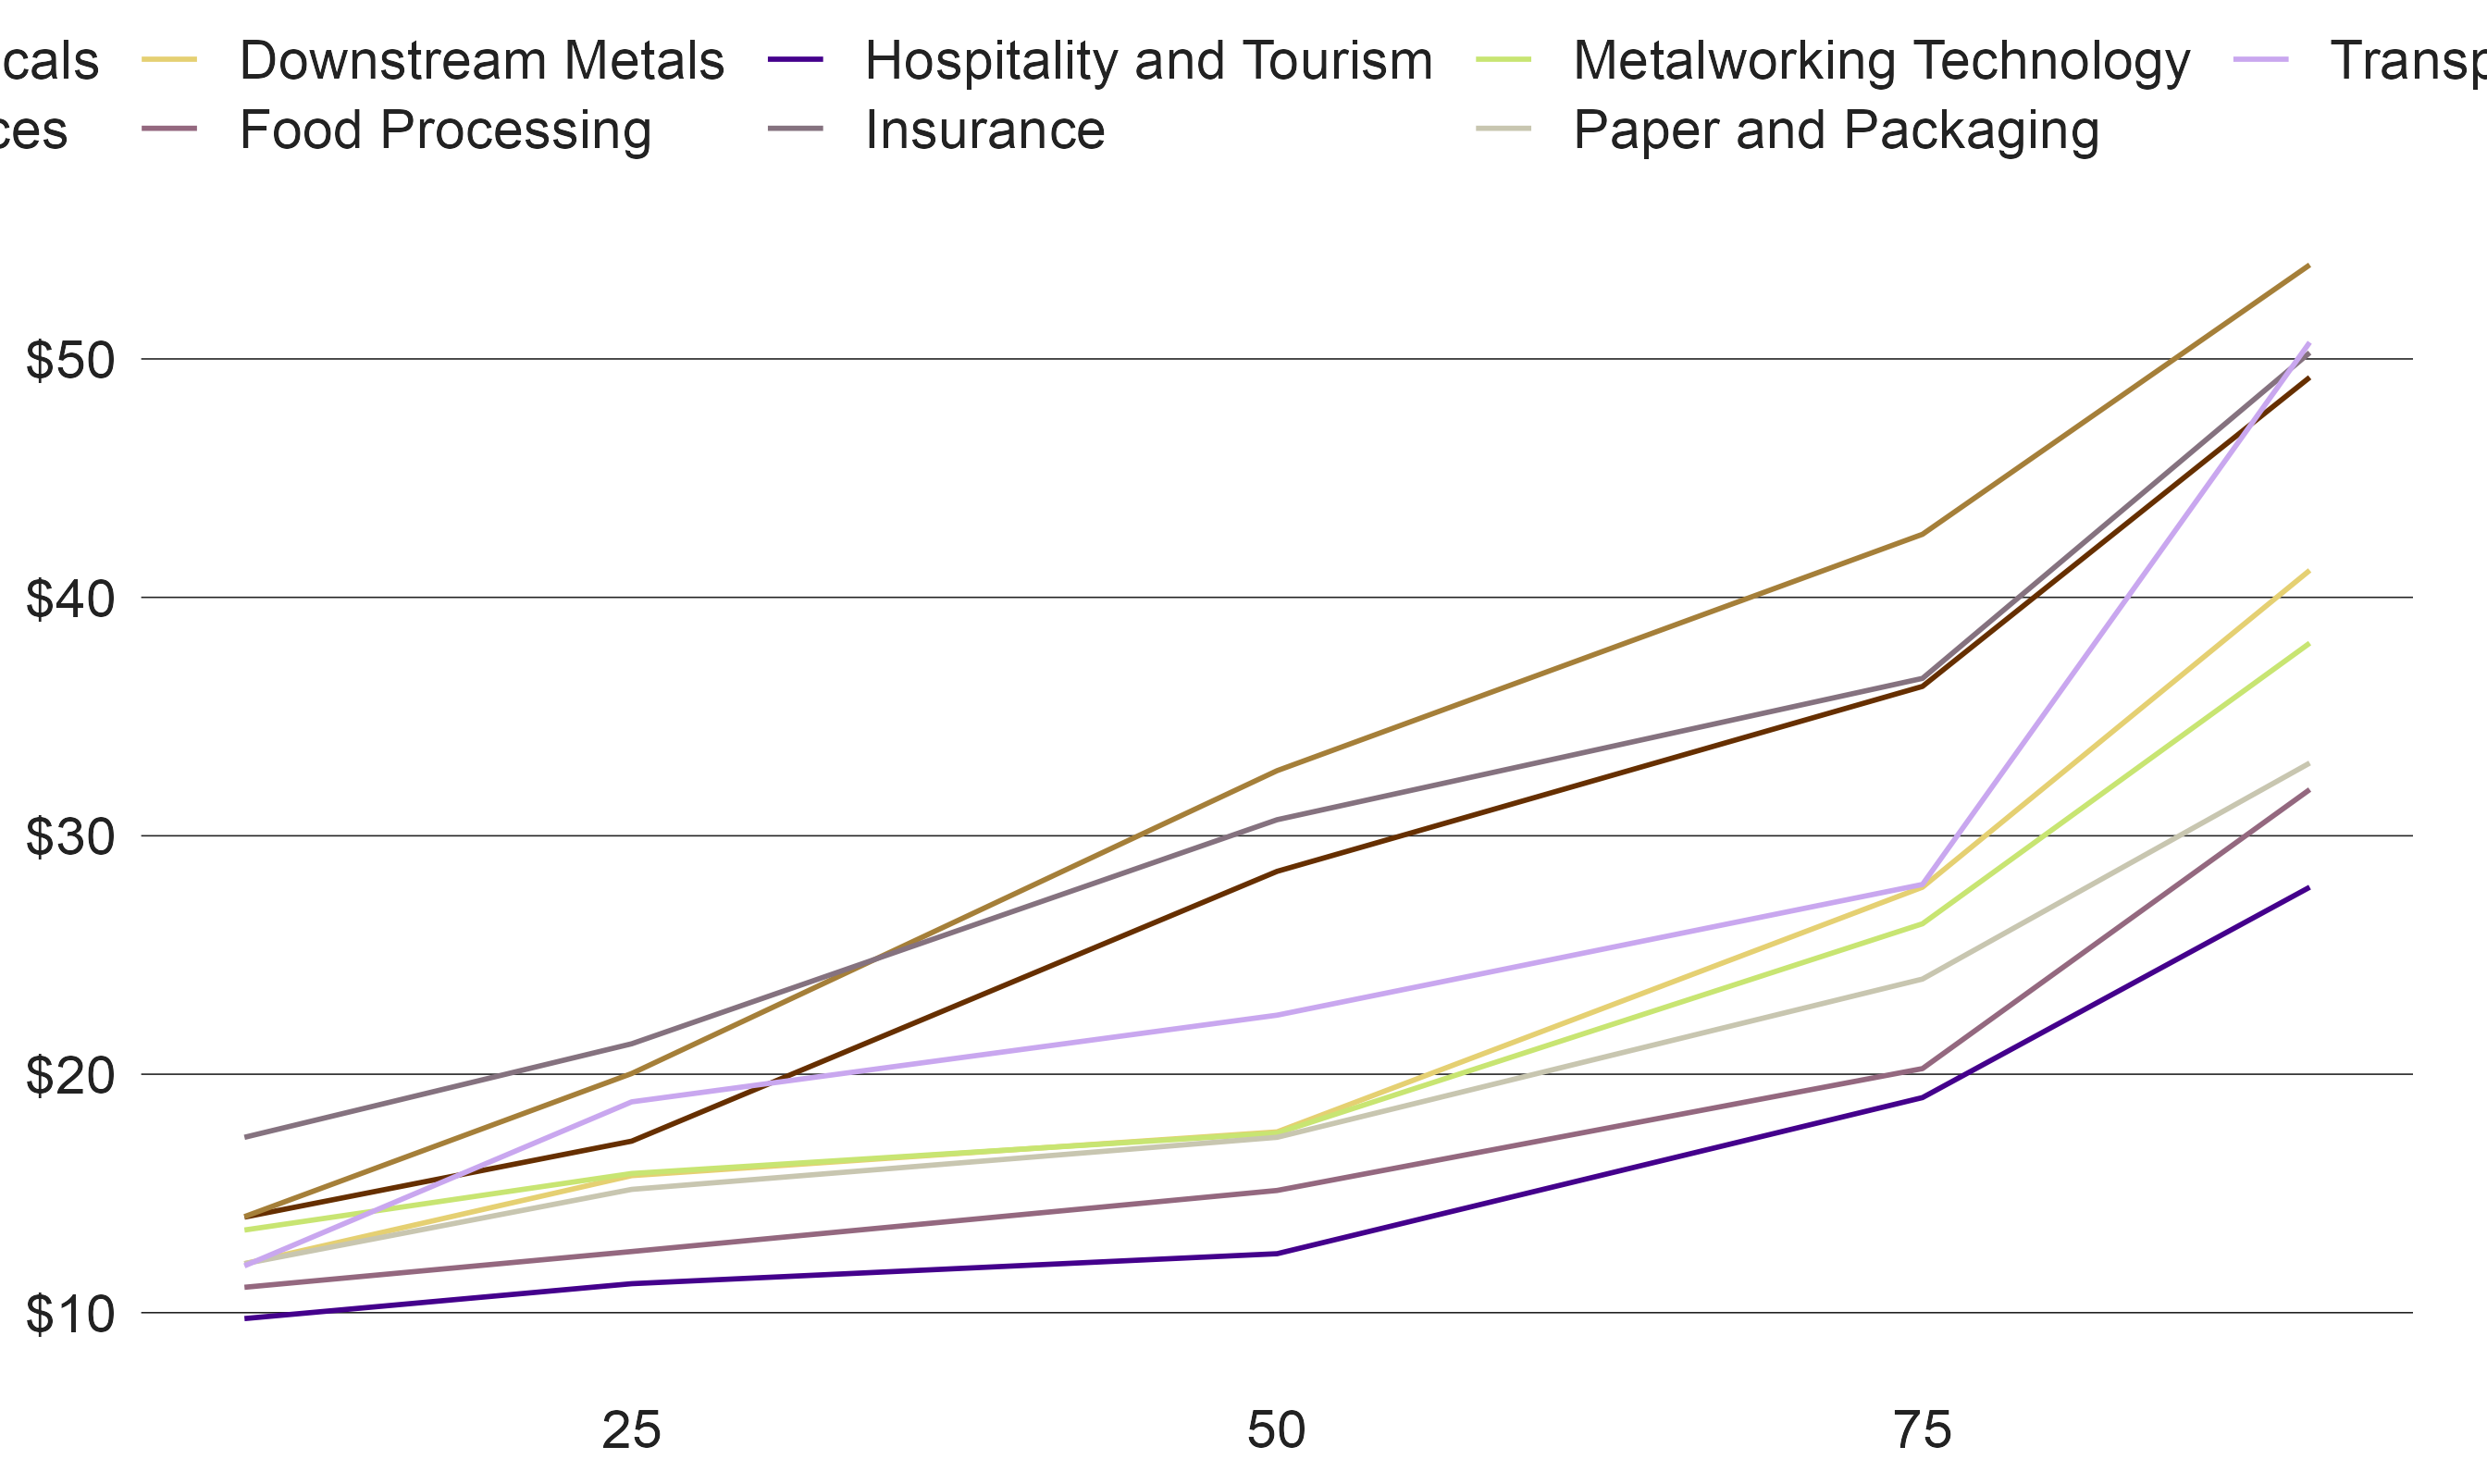 cals Downstream Metals Hospitality and Tourism Metalworking Technology Transp
ces Food Processing Insurance Paper and Packaging
$50
$40
$30
$20
$10
25 50 75